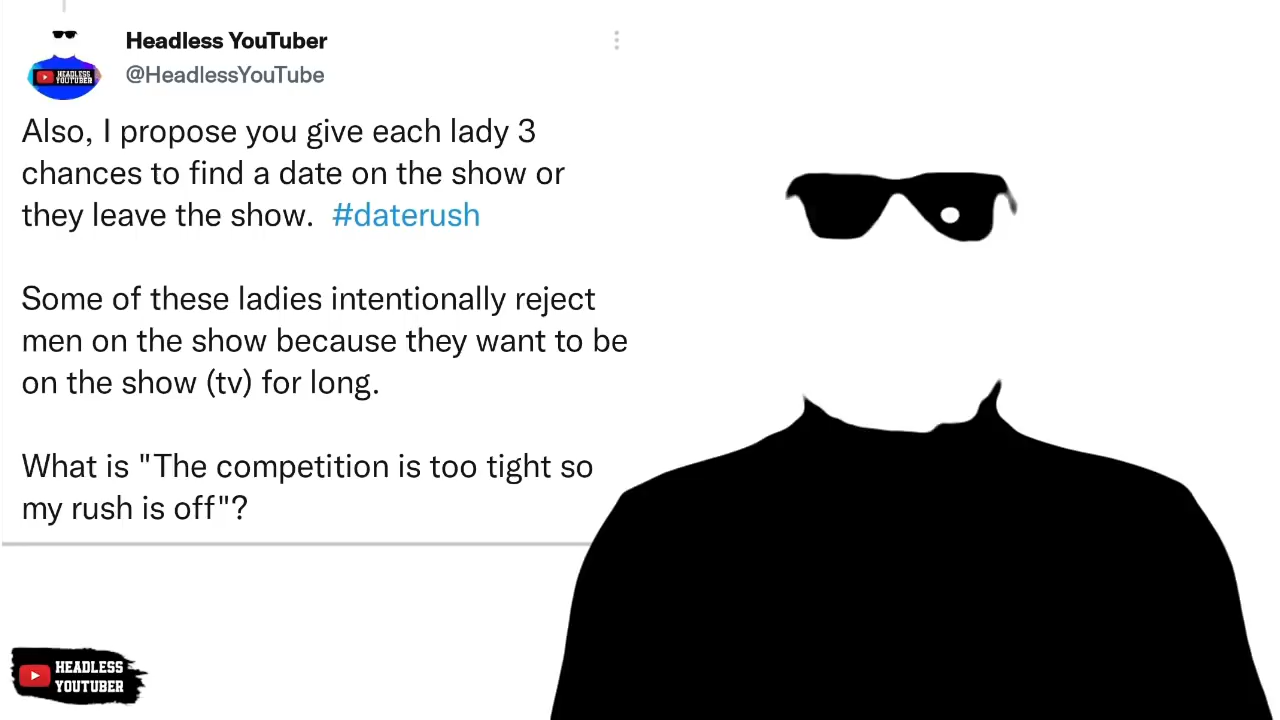 Headless YouTuber
HEADLESS
YOUTUBER
@HeadlessYouTube
Also, I propose you give each lady 3
chances to find a date on the show or
they leave the show. #daterush
Some of these ladies intentionally reject
men on the show because they want to be
on the show (tv) for long.
What is "The competition is too tight so
my rush is off"?
HEADLESS
YOUTUBER